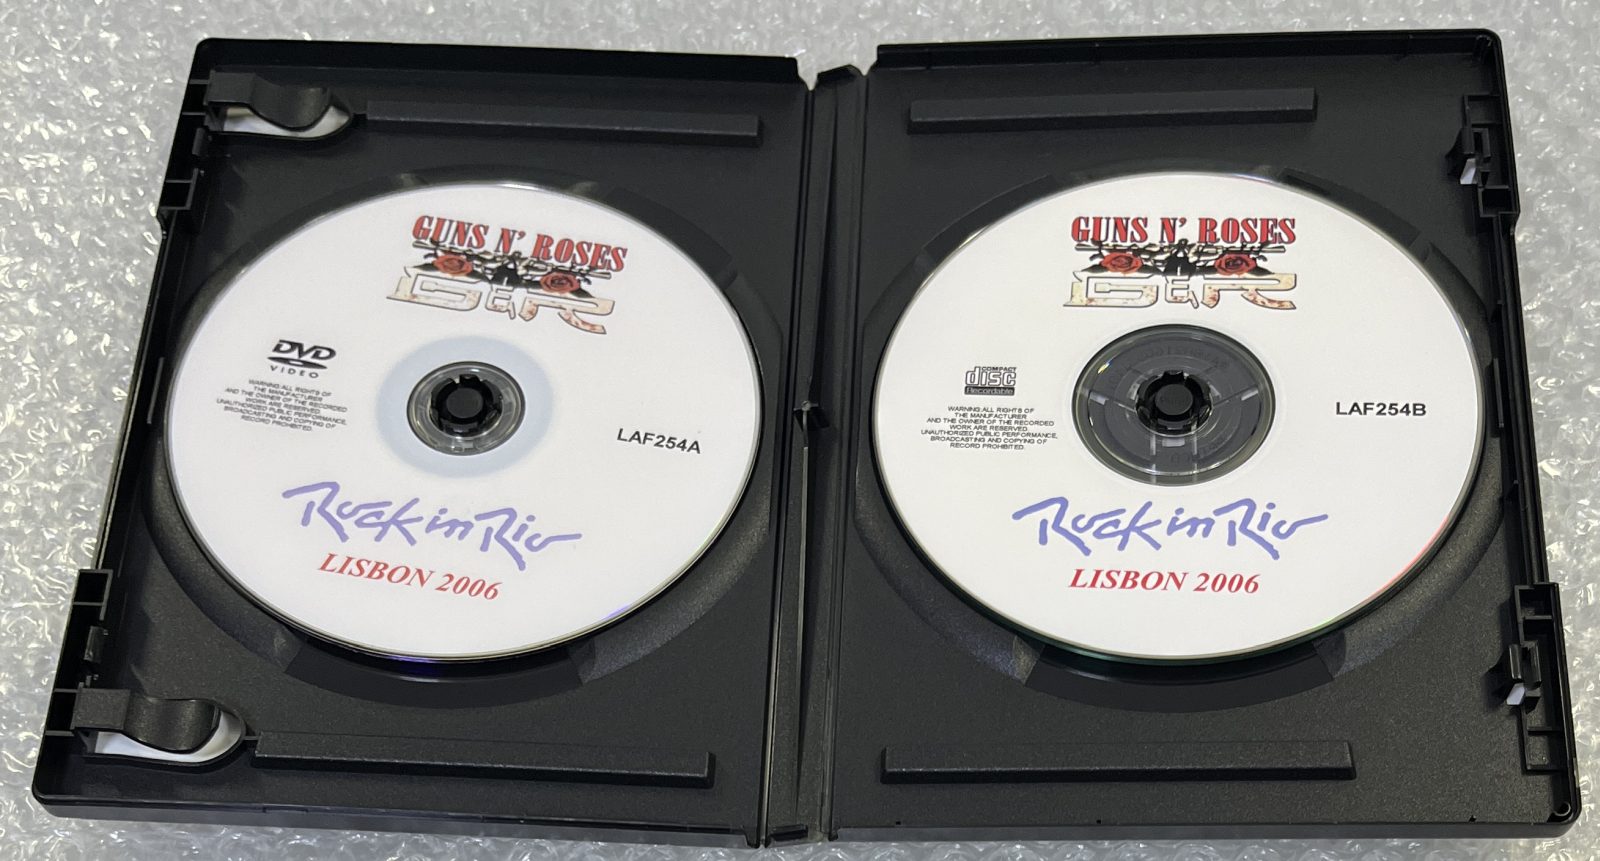 GUNS N' ROSES
G&R
DVD
VIDEO
WARNING:ALL RIGHTS OF
THE MANUFACTURER
AND THE OWNER OF THE RECORDED
WORK ARE RESERVED.
UNAUTHORIZED PUBLIC PERFORMANCE,
BROADCASTING AND COPYING OF
RECORD PROHIBITED.
LAF254A
Rock in Rio
LISBON 2006
GUNS N' ROSES
G&R
COMPACT
disc
Recordable
WARNING:ALL RIGHTS OF
THE MANUFACTURER
AND THE OWNER OF THE RECORDED
WORK ARE RESERVED.
UNAUTHORIZED PUBLIC PERFORMANCE,
BROADCASTING AND COPYING OF
RECORD PROHIBITED.
LAF254B
Rock in Rio
LISBON 2006